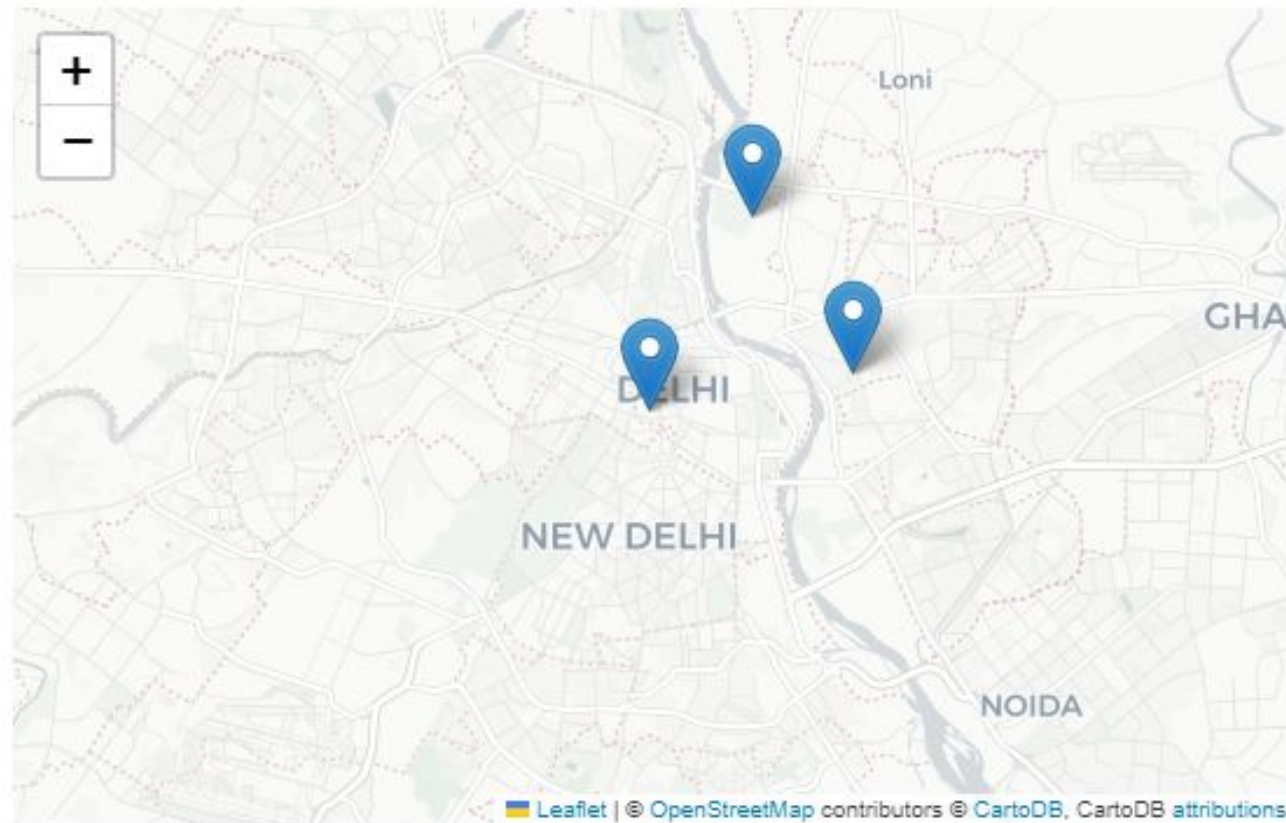 +
Loni
−
GHA
DELHI
NEW DELHI
NOIDA
Leaflet | © OpenStreetMap contributors © CartoDB, CartoDB attributions